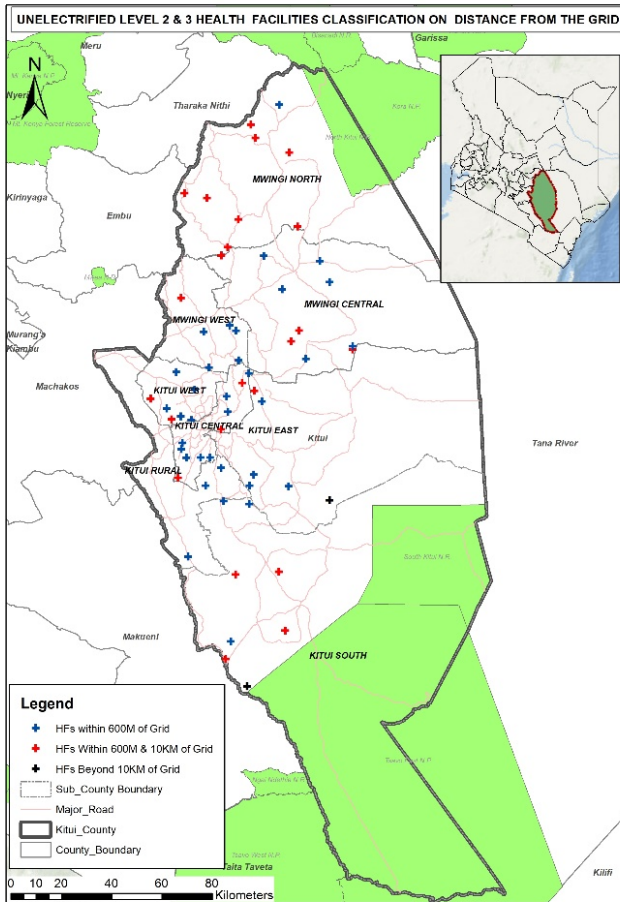 UNELECTRIFIED LEVEL 2 & 3 HEALTH FACILITIES CLASSIFICATION ON DISTANCE FROM THE GRID
Meru
Garissa
N
Nyeri
Tharaka Nithi
MWINGI NORTH
Kirinyaga
Embu
MWINGI CENTRAL
MWINGI WEST
Murang'a
Kiambu
Machakos
KITUI WEST
KITUI CENTRAL
KITUI EAST
Kitui
Tana River
KITUI RURAL
South Kitui N.R.
Makueni
KITUI SOUTH
Legend
HFs within 600M of Grid
HFs Within 600M & 10KM of Grid
HFs Beyond 10KM of Grid
Sub_County Boundary
Major_Road
Kitui_County
County_Boundary
Taita Taveta
Kilifi
0 10 20 40 60 80
Kilometers